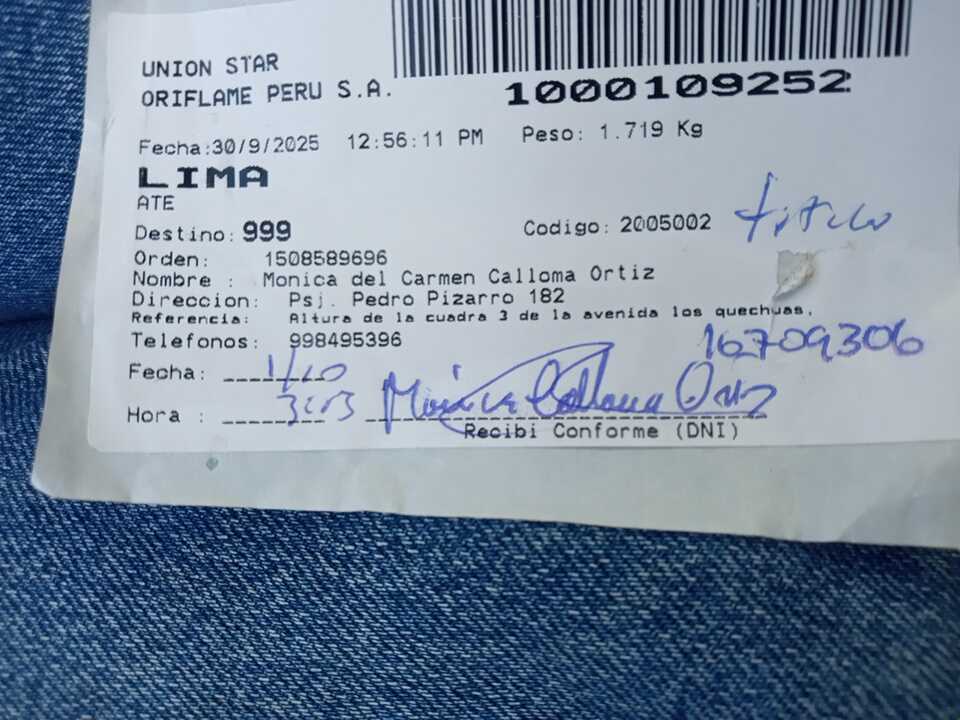 UNION STAR
ORIFLAME PERU S.A.
1000109252
Fecha:30/9/2025 12:56:11 PM Peso: 1.719 Kg
LIMA
ATE
Destino: 999 Codigo: 2005002
Orden: 1508589696
Nombre : Monica del Carmen Calloma Ortiz
Direccion: Psj. Pedro Pizarro 182
Referencia: Altura de la cuadra 3 de la avenida los quechuas,
Telefonos: 998495396 16709306
Fecha: 1/10
Hora : Monica Calloma Ortiz
Recibi Conforme (DNI)